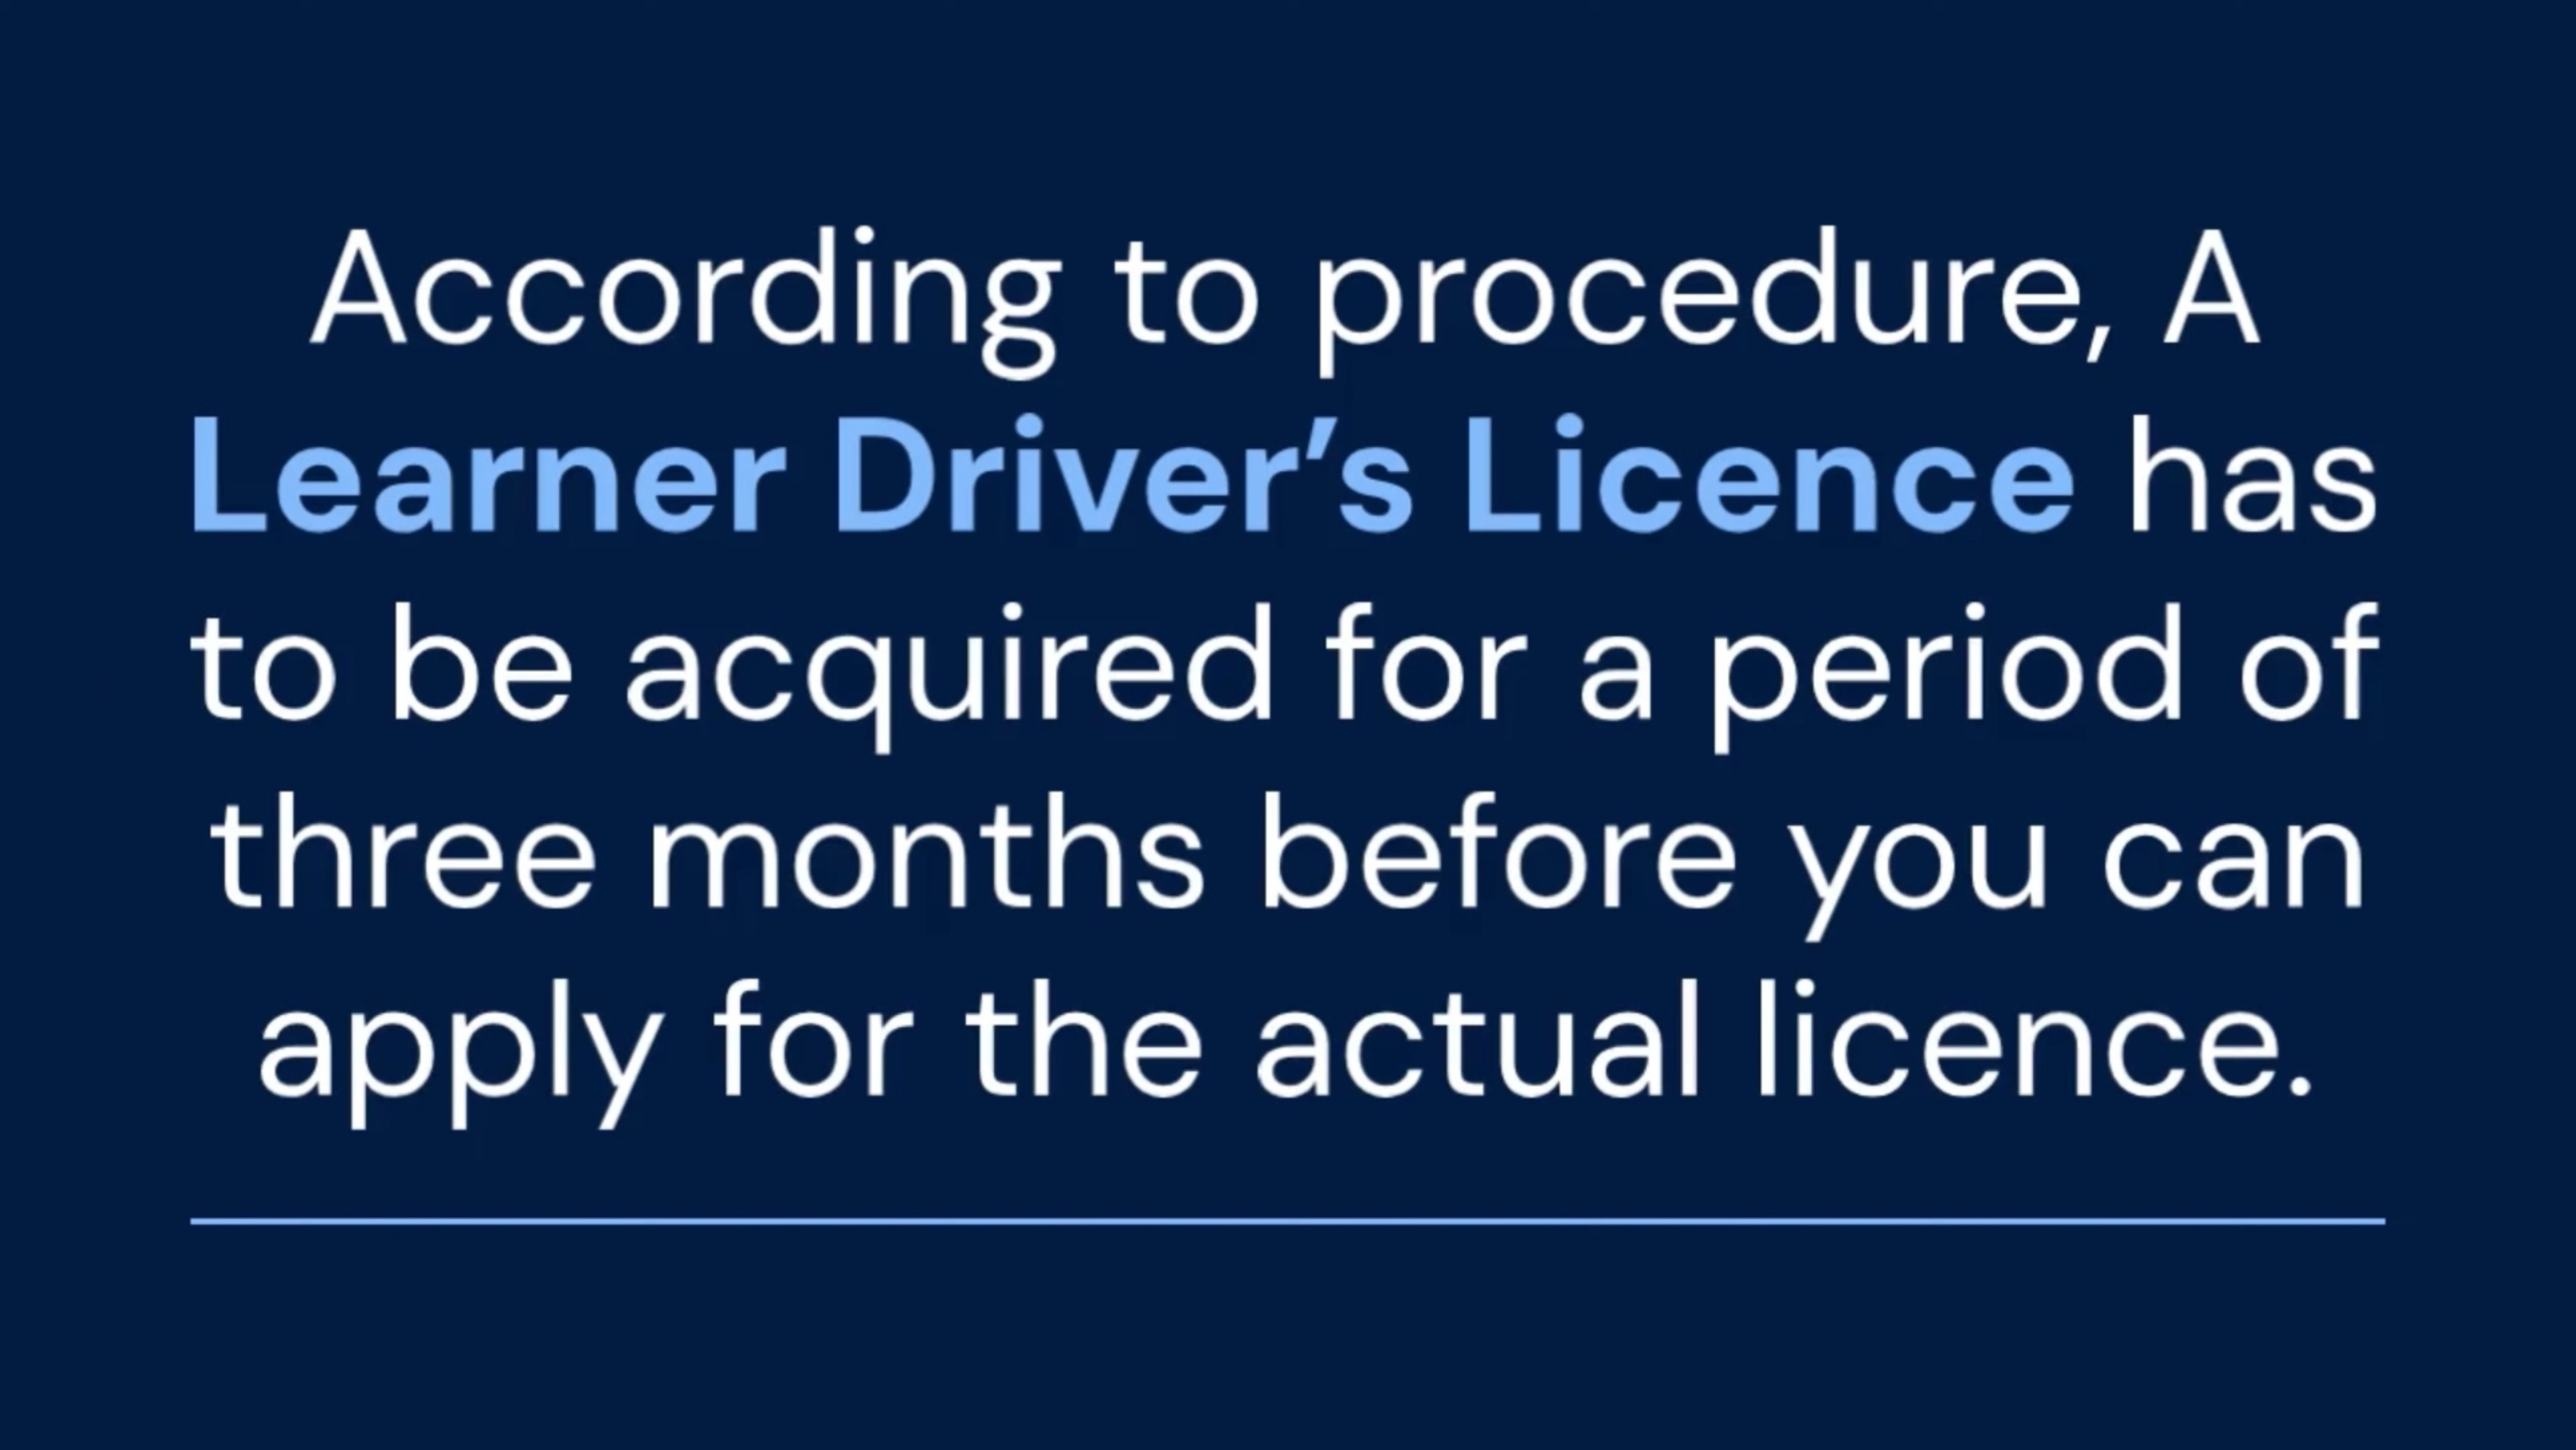 According to procedure, A
Learner Driver’s Licence has
to be acquired for a period of
three months before you can
apply for the actual licence.